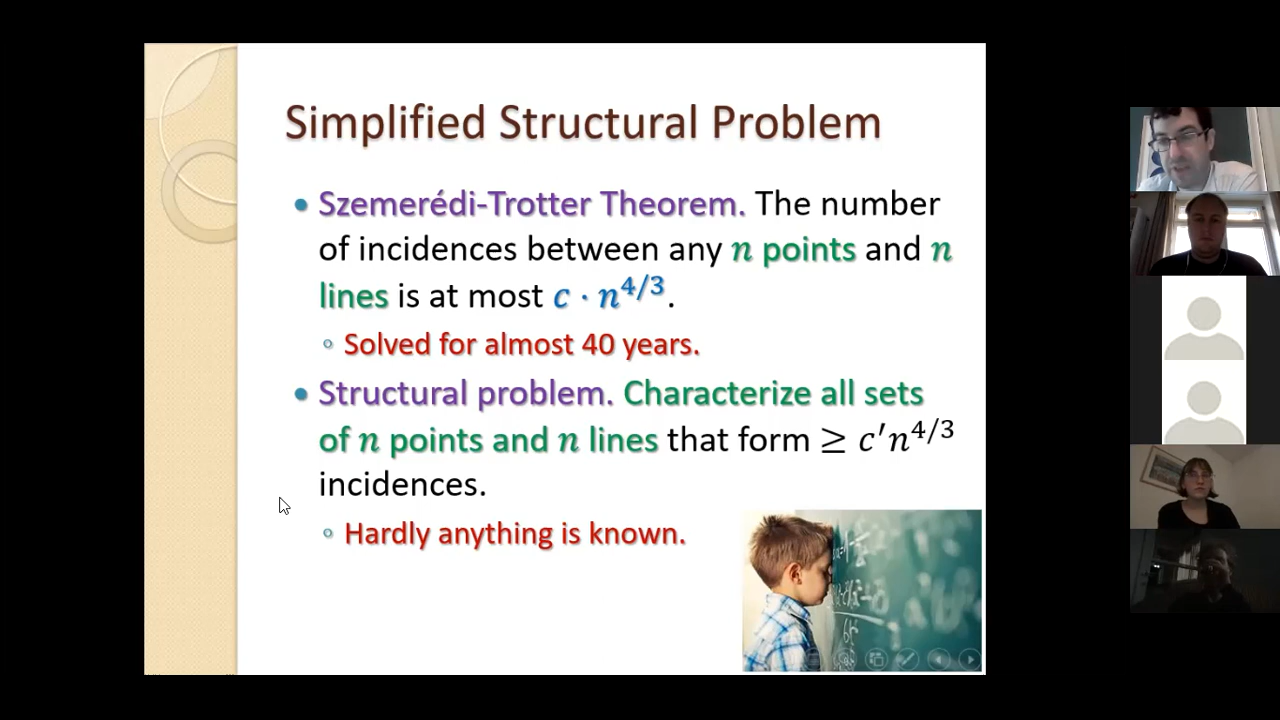 Simplified Structural Problem
• Szemerédi-Trotter Theorem. The number
of incidences between any n points and n
lines is at most c · n^{4/3}.
◦ Solved for almost 40 years.
• Structural problem. Characterize all sets
of n points and n lines that form ≥ c′n^{4/3}
incidences.
◦ Hardly anything is known.